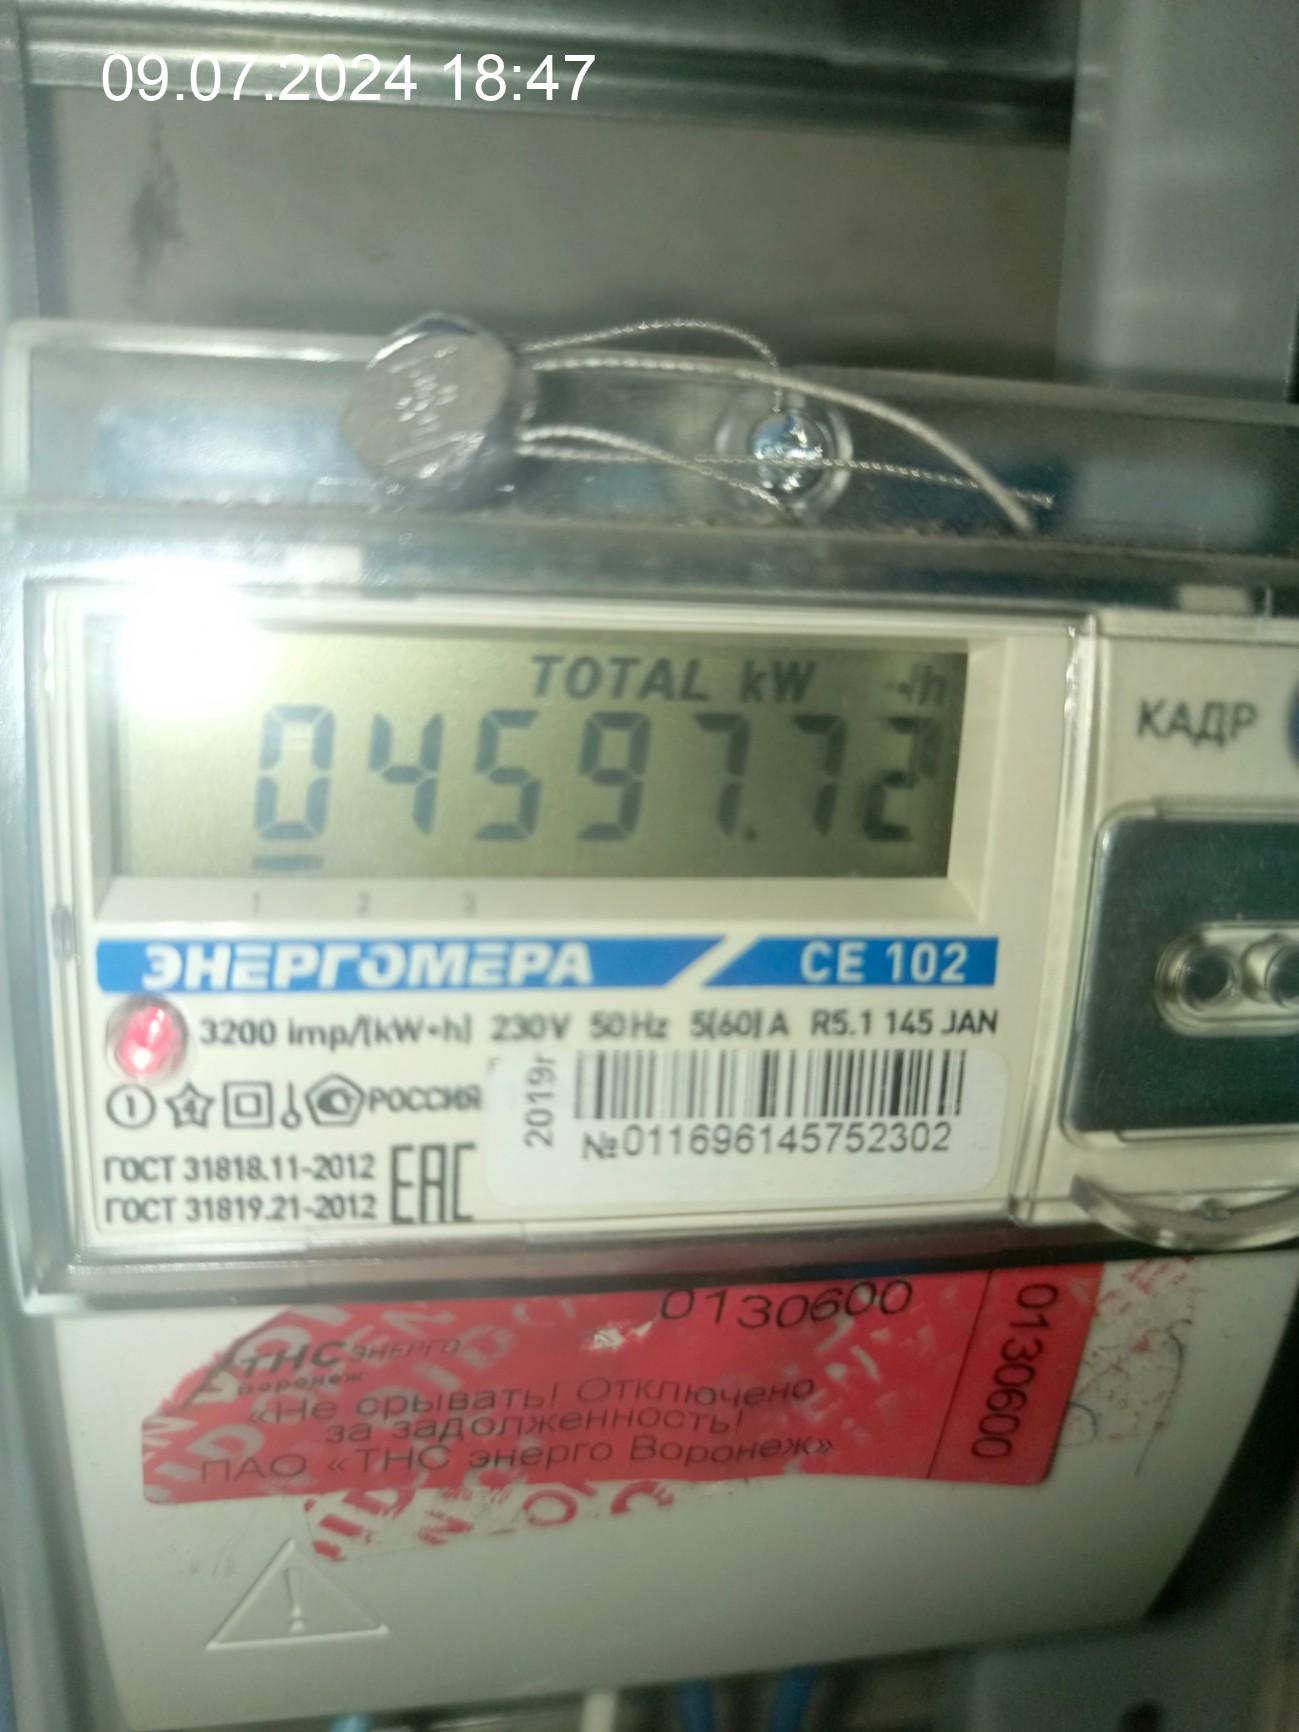 09.07.2024 18:47
TOTAL kW
h
04597.72
КАДР
1 2 3
ЭНЕРГОМЕРА CE 102
3200 imp/(kW•h) 230V 50Hz 5(60)A R5.1 145 JAN
РОССИЯ
2019г
№011696145752302
ГОСТ 31818.11-2012
ГОСТ 31819.21-2012
EAC
0130600
0130600
ТНС энерго
Воронеж
«Не срывать! Отключено
за задолженность!
ПАО «ТНС энерго Воронеж»